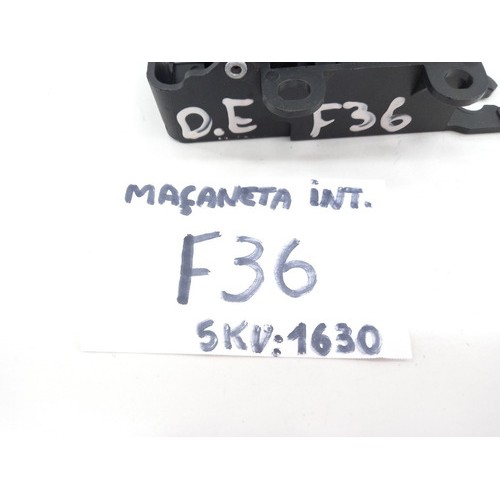 D.E F36
MAÇANETA INT.
F36
SKU:1630